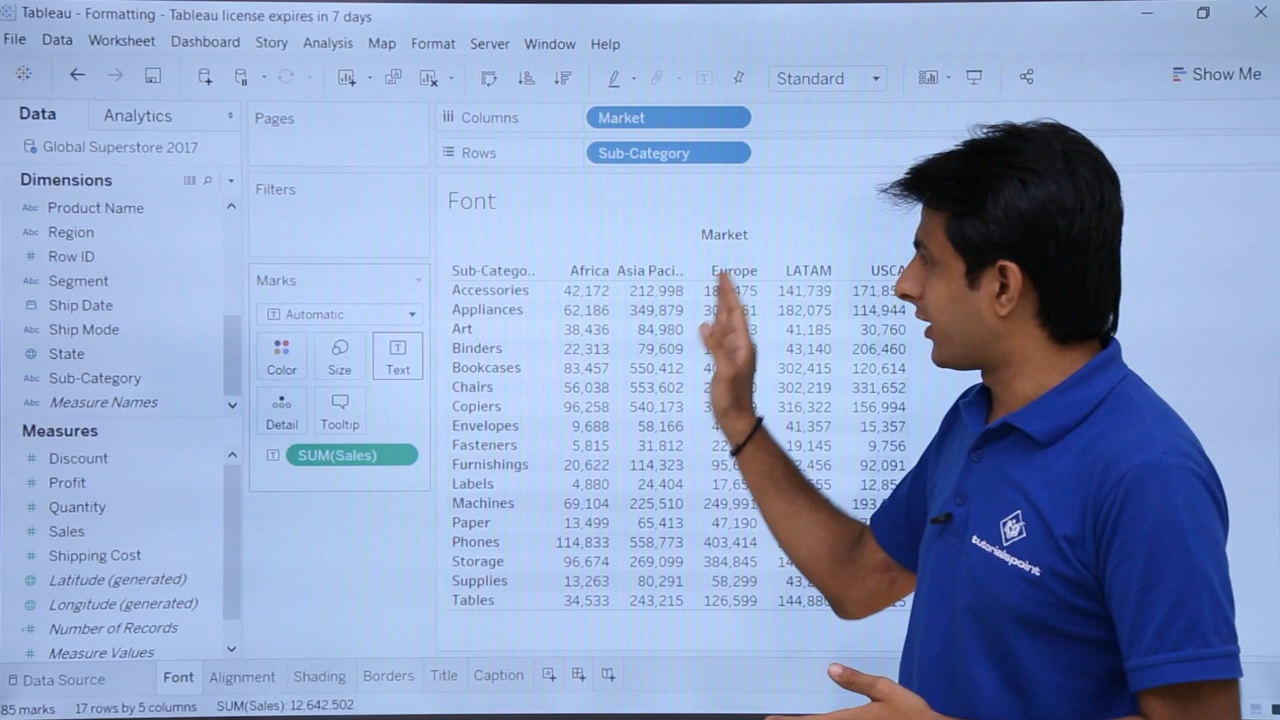 Tableau - Formatting - Tableau license expires in 7 days
File Data Worksheet Dashboard Story Analysis Map Format Server Window Help
Standard
Show Me
Data Analytics
Global Superstore 2017
Dimensions
Abc Product Name
Abc Region
# Row ID
Abc Segment
Ship Date
Abc Ship Mode
State
Abc Sub-Category
Abc Measure Names
Measures
# Discount
# Profit
# Quantity
# Sales
# Shipping Cost
Latitude (generated)
Longitude (generated)
# Number of Records
# Measure Values
Pages
Filters
Marks
T Automatic
Color Size T Text
Detail Tooltip
T SUM(Sales)
Columns Market
Rows Sub-Category
Font
Market
Sub-Catego.. Africa Asia Paci.. Europe LATAM USCA
Accessories 42,172 212,998 141,739
Appliances 62,186 349,879 182,075 114,944
Art 38,436 84,980 41,185 30,760
Binders 22,313 79,609 43,140 206,460
Bookcases 83,457 550,412 302,415 120,614
Chairs 56,038 553,602 302,219 331,652
Copiers 96,258 540,173 316,322 156,994
Envelopes 9,688 58,166 41,357 15,357
Fasteners 5,815 31,812 19,145 9,756
Furnishings 20,622 114,323 92,091
Labels 4,880 24,404
Machines 69,104 225,510 249,991
Paper 13,499 65,413 47,190
Phones 114,833 558,773 403,414
Storage 96,674 269,099 384,845
Supplies 13,263 80,291 58,299
Tables 34,533 243,215 126,599
tutorialspoint
Data Source Font Alignment Shading Borders Title Caption
85 marks 17 rows by 5 columns SUM(Sales): 12,642,502